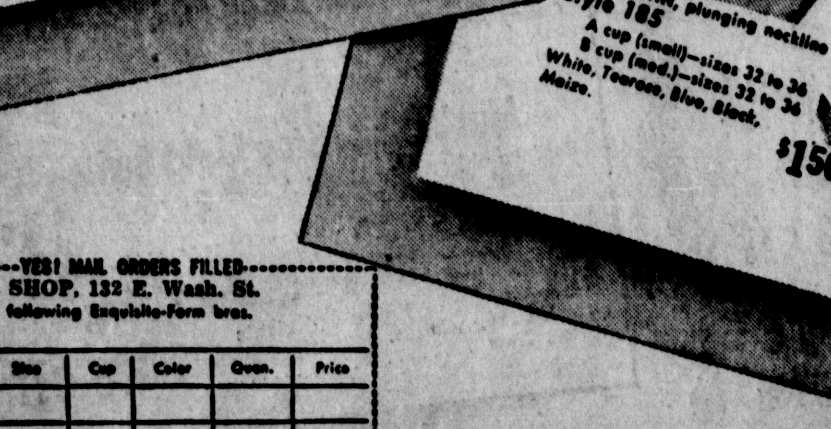 plunging neckline
Style 185
A cup (small)—sizes 32 to 36
B cup (med.)—sizes 32 to 36
White, Tearose, Blue, Black,
Maize.
$150
YES! MAIL ORDERS FILLED
SHOP, 132 E. Wash. St.
following Exquisite-Form bras.
Size Cup Color Quan. Price